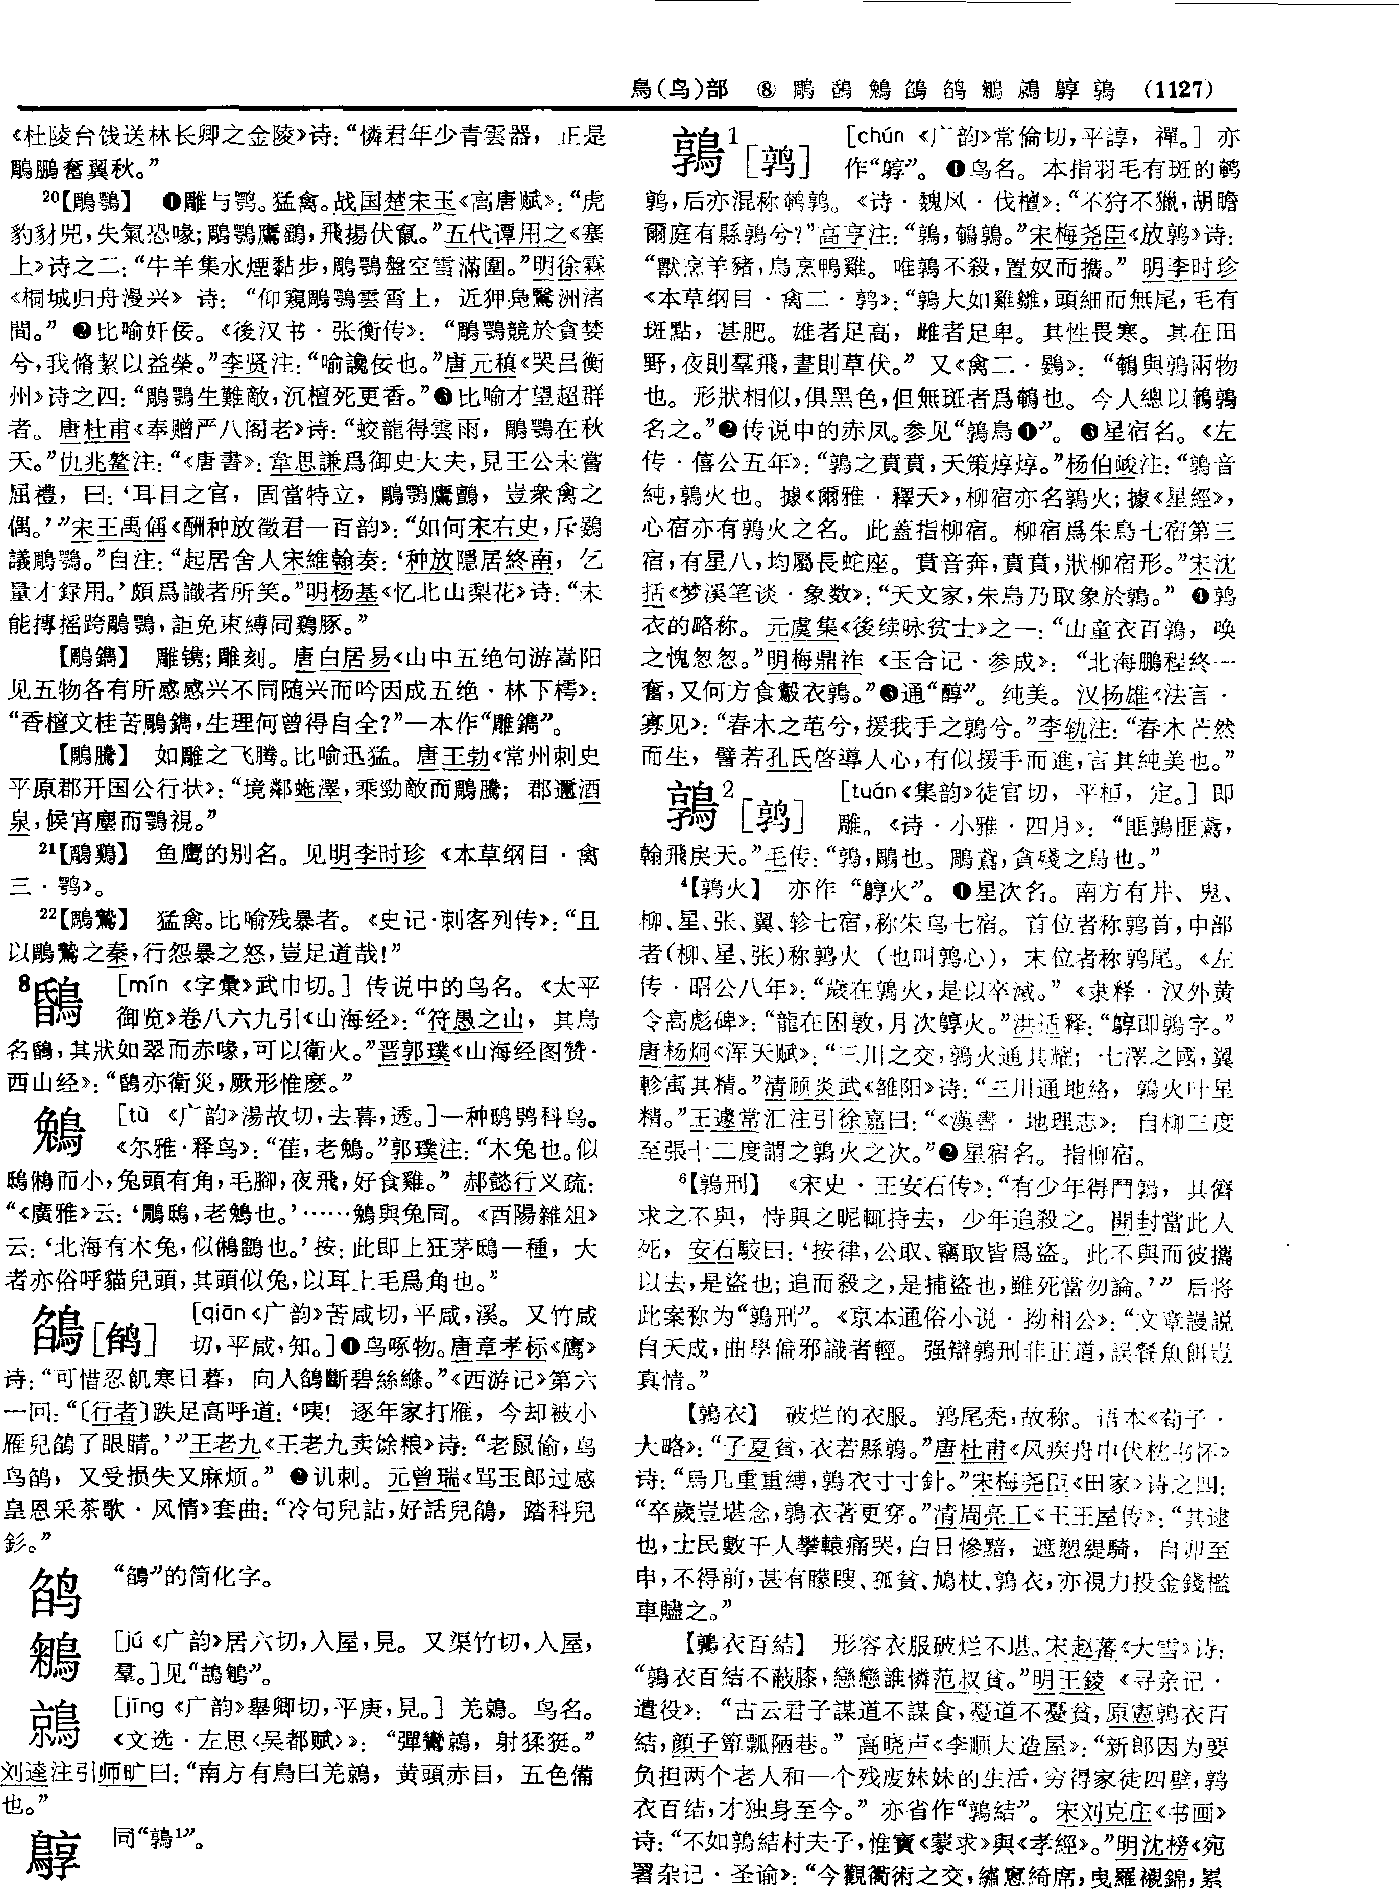 鳥(鸟)部 ⑧ 鵰 鴖 鵵 鵮 鹐 鵴 鶁 䳲 鶉 (1127)
《杜陵台饯送林长卿之金陵》诗：“憐君年少青雲器，正是
鵰鵬奮翼秋。”
20【鵰鶚】 ❶雕与鹗。猛禽。战国楚宋玉《高唐赋》：“虎
豹豺兕，失氣恐喙；鵰鶚鷹鷂，飛揚伏竄。”五代谭用之《塞
上》诗之二：“牛羊集水煙黏步，鵰鶚盤空雪滿圍。”明徐霖
《桐城归舟漫兴》 诗：“仰窺鵰鶚雲霄上，近狎鳧鷖洲渚
間。” ❷比喻奸佞。《後汉书·张衡传》：“鵰鶚競於貪婪
兮，我脩絜以益榮。”李贤注：“喻讒佞也。”唐元稹《哭吕衡
州》诗之四：“鵰鶚生難敵，沉檀死更香。”❸比喻才望超群
者。唐杜甫《奉赠严八阁老》诗：“蛟龍得雲雨，鵰鶚在秋
天。”仇兆鳌注：“《唐書》：韋思謙爲御史大夫，見王公未嘗
屈禮，曰：‘耳目之官，固當特立，鵰鶚鷹鸇，豈衆禽之
偶。’”宋王禹偁《酬种放徵君一百韵》：“如何宋右史，斥鷃
議鵰鶚。”自注：“起居舍人宋維翰奏：‘种放隱居終南，乞
量才錄用。’頗爲識者所笑。”明杨基《忆北山梨花》诗：“未
能摶摇跨鵰鶚，詎免束縛同鷄豚。”
【鵰鐫】 雕镌；雕刻。唐白居易《山中五绝句游嵩阳
见五物各有所感感兴不同随兴而吟因成五绝·林下樗》：
“香檀文桂苦鵰鐫，生理何曾得自全？”一本作“雕鐫”。
【鵰騰】 如雕之飞腾。比喻迅猛。唐王勃《常州刺史
平原郡开国公行状》：“境鄰虵澤，乘勁敵而鵰騰；郡邇酒
泉，候宵塵而鶚視。”
21【鵰鷄】 鱼鹰的别名。见明李时珍 《本草纲目·禽
三·鹗》。
22【鵰鷙】 猛禽。比喻残暴者。《史记·刺客列传》：“且
以鵰鷙之秦，行怨暴之怒，豈足道哉！”
8鴖 [mín 《字彙》武巾切。] 传说中的鸟名。《太平
御览》卷八六九引《山海经》：“符愚之山，其鳥
名鴖，其狀如翠而赤喙，可以衛火。”晋郭璞《山海经图赞·
西山经》：“鴖亦衛災，厥形惟麽。”
鵵 [tù 《广韵》湯故切，去暮，透。]一种鸱鸮科鸟。
《尔雅·释鸟》：“萑，老鵵。”郭璞注：“木兔也。似
鴟鵂而小，兔頭有角，毛脚，夜飛，好食雞。” 郝懿行义疏：
“《廣雅》云：‘鵰鴟，老鵵也。’……鵵與兔同。《酉陽雜俎》
云：‘北海有木兔，似鵂鶹也。’按：此即上狂茅鴟一種，大
者亦俗呼貓兒頭，其頭似兔，以耳上毛爲角也。”
鵮[鹐] [qiān《广韵》苦咸切，平咸，溪。又竹咸
切，平咸，知。]❶鸟啄物。唐章孝标《鹰》
诗：“可惜忍飢寒日暮，向人鵮斷碧絲縧。”《西游记》第六
一回：“〔行者〕跌足高呼道：‘咦！逐年家打雁，今却被小
雁兒鵮了眼睛。’”王老九《王老九卖馀粮》诗：“老鼠偷，鸟
鸟鹐，又受损失又麻烦。” ❷讥刺。元曾瑞《骂玉郎过感
皇恩采茶歌·风情》套曲：“冷句兒詀，好話兒鵮，踏科兒
釤。”
鹐 “鵮”的简化字。
鵴 [jú《广韵》居六切，入屋，見。又渠竹切，入屋，
羣。]见“鴶鵴”。
鶁 [jīng《广韵》舉卿切，平庚，見。] 羌鶁。鸟名。
《文选·左思〈吴都赋〉》：“彈鸞鶁，射猱狿。”
刘逵注引师旷曰：“南方有鳥曰羌鶁，黄頭赤目，五色備
也。”
䳲 同“鶉1”。
鶉1[鹑] [chún《广韵》常倫切，平諄，禪。] 亦
作“䳲”。❶鸟名。本指羽毛有斑的鹌
鹑，后亦混称鹌鹑。《诗·魏风·伐檀》：“不狩不獵，胡瞻
爾庭有縣鶉兮？”高亨注：“鶉，鵪鶉。”宋梅尧臣《放鹑》诗：
“獸烹羊豬，鳥烹鴨雞。唯鶉不殺，置奴而攜。” 明李时珍
《本草纲目·禽二·鹑》：“鶉大如雞雛，頭細而無尾，毛有
斑點，甚肥。雄者足高，雌者足卑。其性畏寒。其在田
野，夜則羣飛，晝則草伏。” 又《禽二·鷃》：“鵪與鶉兩物
也。形狀相似，俱黑色，但無斑者爲鵪也。今人總以鵪鶉
名之。”❷传说中的赤凤。参见“鶉鳥❶”。❸星宿名。《左
传·僖公五年》：“鶉之賁賁，天策焞焞。”杨伯峻注：“鶉音
純，鶉火也。據《爾雅·釋天》，柳宿亦名鶉火；據《星經》，
心宿亦有鶉火之名。此蓋指柳宿。柳宿爲朱鳥七宿第三
宿，有星八，均屬長蛇座。賁音奔，賁賁，狀柳宿形。”宋沈
括《梦溪笔谈·象数》：“天文家，朱鳥乃取象於鶉。” ❹鹑
衣的略称。元虞集《後续咏贫士》之一：“山童衣百鶉，唤
之愧怱怱。”明梅鼎祚 《玉合记·参成》：“北海鵬程終一
奮，又何方食鷇衣鶉。”❺通“醇”。纯美。汉扬雄《法言·
寡见》：“春木之芚兮，援我手之鶉兮。”李轨注：“春木芒然
而生，譬若孔氏啓導人心，有似援手而進，言其純美也。”
鶉2[鹑] [tuán《集韵》徒官切，平桓，定。] 即
雕。《诗·小雅·四月》：“匪鶉匪鳶，
翰飛戾天。”毛传：“鶉，鵰也。鵰鳶，貪殘之鳥也。”
4【鶉火】 亦作“䳲火”。❶星次名。南方有井、鬼、
柳、星、张、翼、轸七宿，称朱鸟七宿。首位者称鹑首，中部
者(柳、星、张)称鹑火（也叫鹑心），末位者称鹑尾。《左
传·昭公八年》：“歲在鶉火，是以卒滅。”《隶释·汉外黄
令高彪碑》：“龍在困敦，月次䳲火。”洪适释：“䳲即鶉字。”
唐杨炯《浑天赋》：“三川之交，鶉火通其耀；七澤之國，翼
軫寓其精。”清顾炎武《雒阳》诗：“三川通地絡，鶉火叶星
精。”王遽常汇注引徐嘉曰：“《漢書·地理志》：自柳三度
至張十二度謂之鶉火之次。”❷星宿名。指柳宿。
6【鶉刑】 《宋史·王安石传》：“有少年得鬥鶉，其儕
求之不與，恃與之昵輒持去，少年追殺之。開封當此人
死，安石駁曰：‘按律，公取、竊取皆爲盜。此不與而彼攜
以去，是盜也；追而殺之，是捕盜也，雖死當勿論。’” 后将
此案称为“鶉刑”。《京本通俗小说·拗相公》：“文章謾説
自天成，曲學偏邪識者輕。强辯鶉刑非正道，誤餐魚餌豈
真情。”
【鶉衣】 破烂的衣服。鹑尾秃，故称。语本《荀子·
大略》：“子夏貧，衣若縣鶉。”唐杜甫《风疾舟中伏枕书怀》
诗：“烏几重重縛，鶉衣寸寸針。”宋梅尧臣《田家》诗之四：
“卒歲豈堪念，鶉衣著更穿。”清周亮工《王王屋传》：“其逮
也，士民數千人攀轅痛哭，白日慘黯，遮愬緹騎，自卯至
申，不得前，甚有矇瞍、孤貧、鳩杖、鶉衣，亦視力投金錢檻
車贐之。”
【鶉衣百結】 形容衣服破烂不堪。宋赵蕃《大雪》诗：
“鶉衣百結不蔽膝，戀戀誰憐范叔貧。”明王錂 《寻亲记·
遣役》：“古云君子謀道不謀食，憂道不憂貧，原憲鶉衣百
結，顔子簞瓢陋巷。” 高晓声《李顺大造屋》：“新郎因为要
负担两个老人和一个残废妹妹的生活，穷得家徒四壁，鹑
衣百结，才独身至今。” 亦省作“鶉結”。宋刘克庄《书画》
诗：“不如鶉結村夫子，惟寶《蒙求》與《孝經》。”明沈榜《宛
署杂记·圣谕》：“今觀衢術之交，繡窓綺席，曳羅襯錦，累